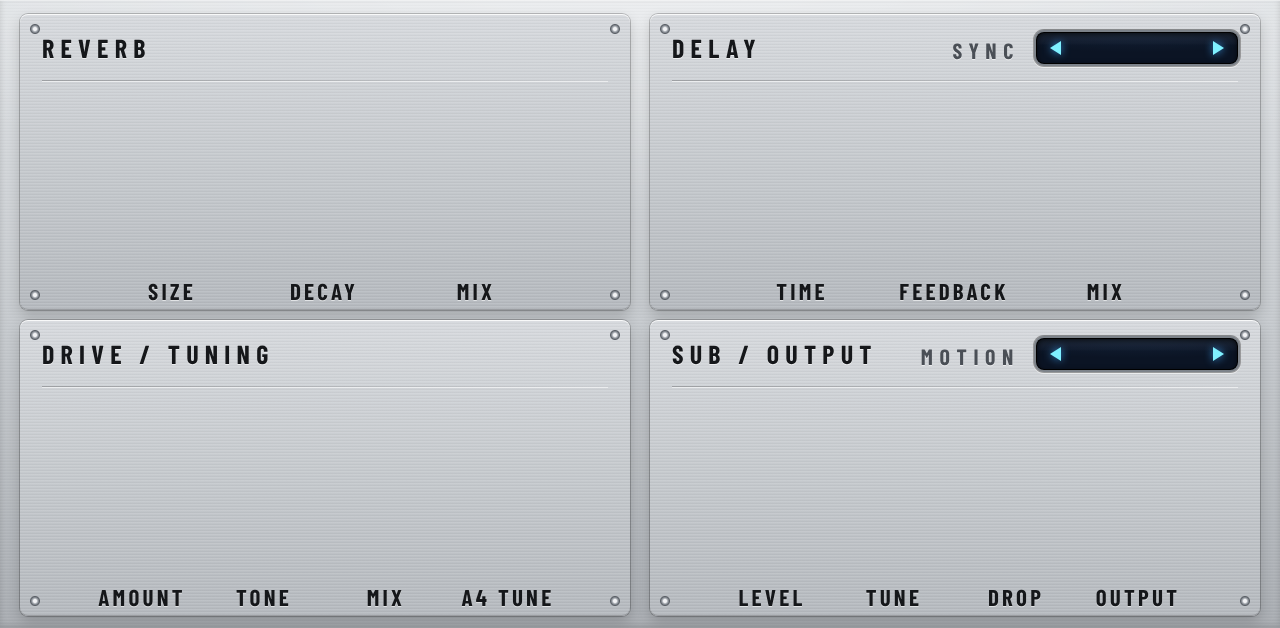 REVERB
SIZE DECAY MIX
DELAY SYNC
TIME FEEDBACK MIX
DRIVE / TUNING
AMOUNT TONE MIX A4 TUNE
SUB / OUTPUT MOTION
LEVEL TUNE DROP OUTPUT